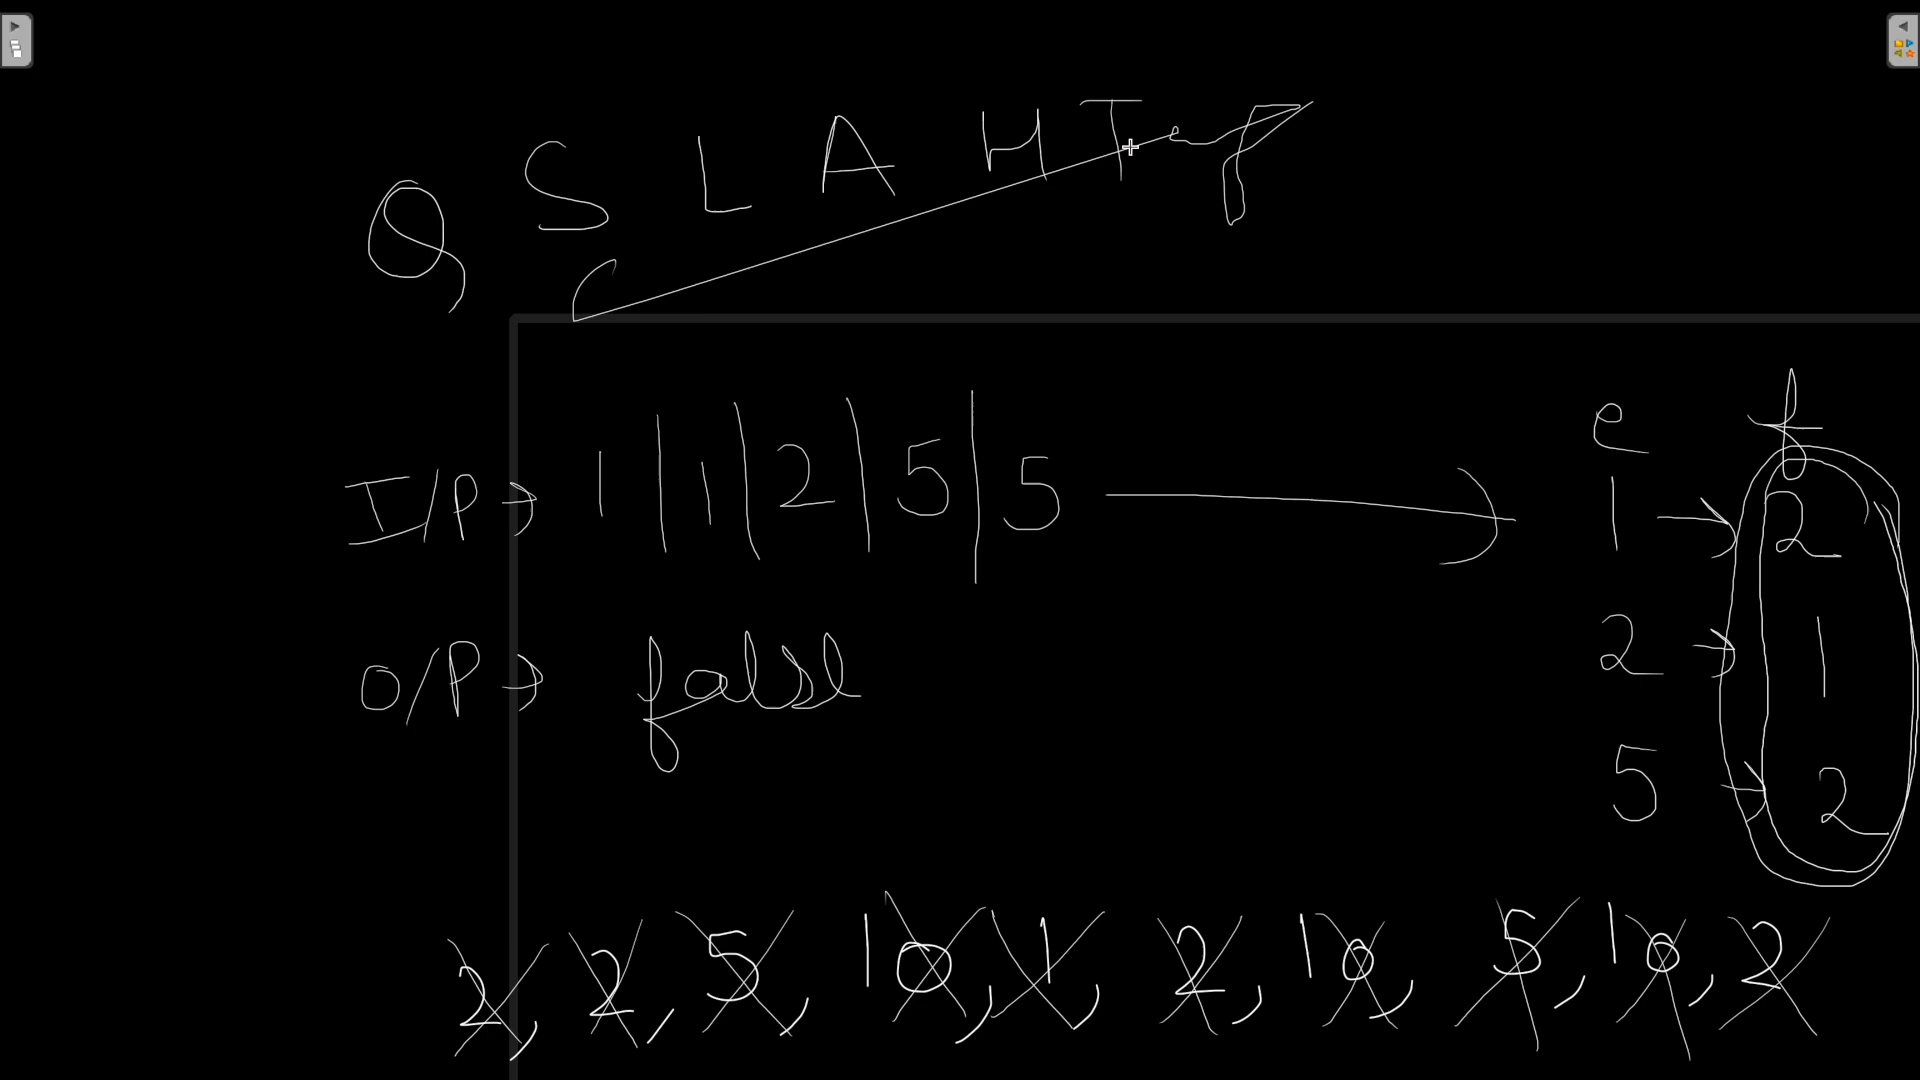 Q, S L A H T
I/P → 1 | 1 | 2 | 5 | 5 → e f
1 → 2
O/P → false
2 → 1
5 → 2
2, 2, 5, 10, 1, 2, 10, 5, 10, 2